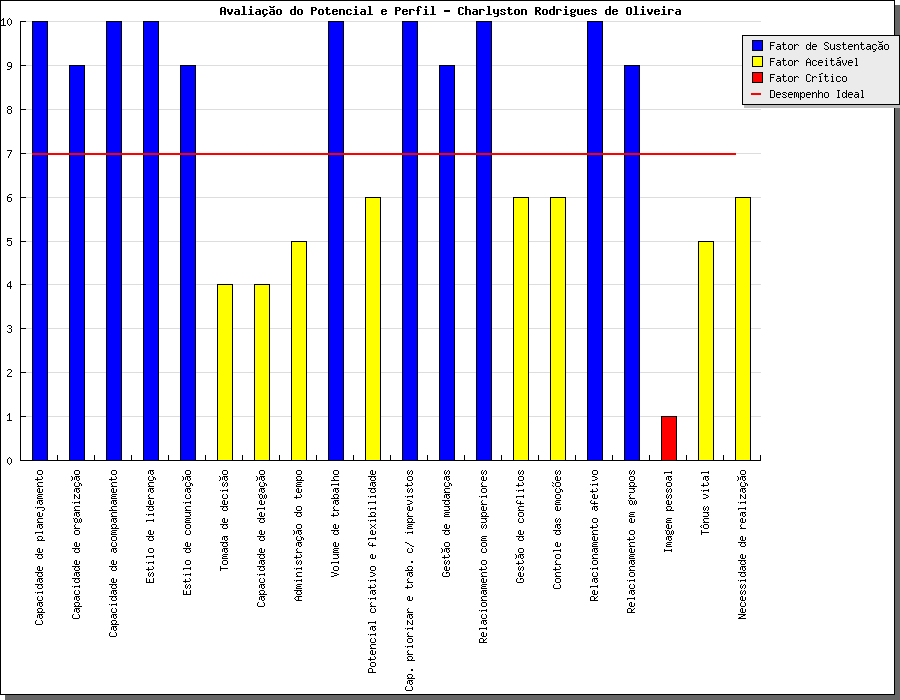 Avaliação do Potencial e Perfil - Charlyston Rodrigues de Oliveira
10
9
8
7
6
5
4
3
2
1
0
Fator de Sustentação
Fator Aceitável
Fator Crítico
Desempenho Ideal
Capacidade de planejamento
Capacidade de organização
Capacidade de acompanhamento
Estilo de liderança
Estilo de comunicação
Tomada de decisão
Capacidade de delegação
Administração do tempo
Volume de trabalho
Potencial criativo e flexibilidade
Cap. priorizar e trab. c/ imprevistos
Gestão de mudanças
Relacionamento com superiores
Gestão de conflitos
Controle das emoções
Relacionamento afetivo
Relacionamento em grupos
Imagem pessoal
Tônus vital
Necessidade de realização